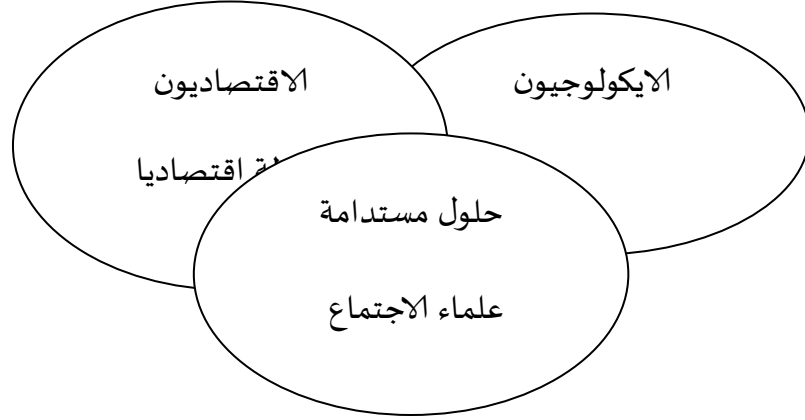 الايكولوجيون
الاقتصاديون
اقتصاديا
حلول مستدامة
علماء الاجتماع